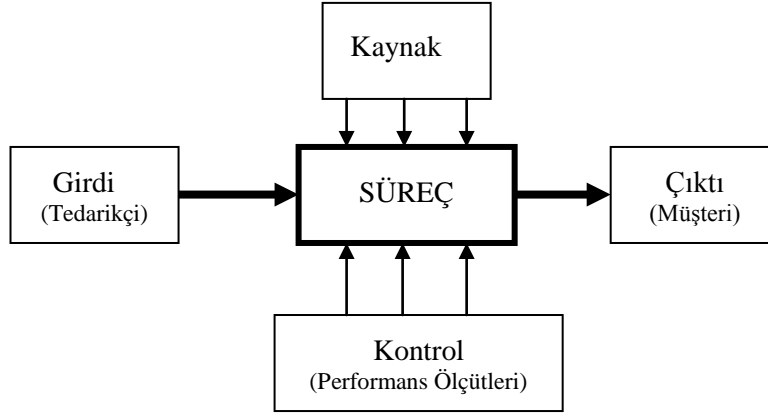 Kaynak
Girdi
(Tedarikçi)
SÜREÇ
Çıktı
(Müşteri)
Kontrol
(Performans Ölçütleri)